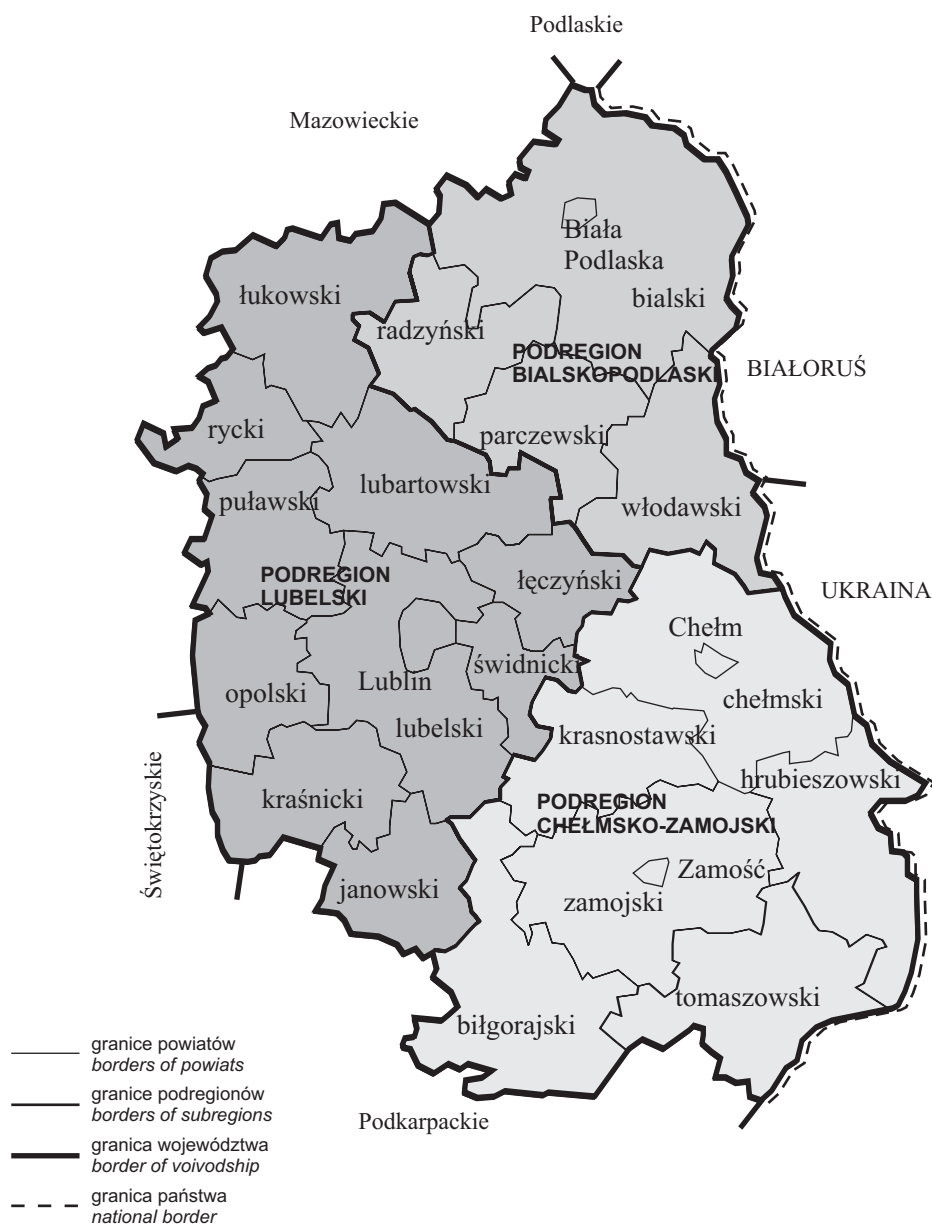 Podlaskie
Mazowieckie
Biała
Podlaska
bialski
łukowski
radzyński
PODREGION
BIALSKOPODLASKI
BIAŁORUŚ
rycki
parczewski
lubartowski
puławski
włodawski
PODREGION
LUBELSKI
łęczyński
UKRAINA
Chełm
świdnicki
Lublin
opolski
chełmski
lubelski
krasnostawski
hrubieszowski
kraśnicki
PODREGION
CHEŁMSKO-ZAMOJSKI
Świętokrzyskie
Zamość
janowski
zamojski
tomaszowski
biłgorajski
Podkarpackie
granice powiatów
borders of powiats
granice podregionów
borders of subregions
granica województwa
border of voivodship
granica państwa
national border